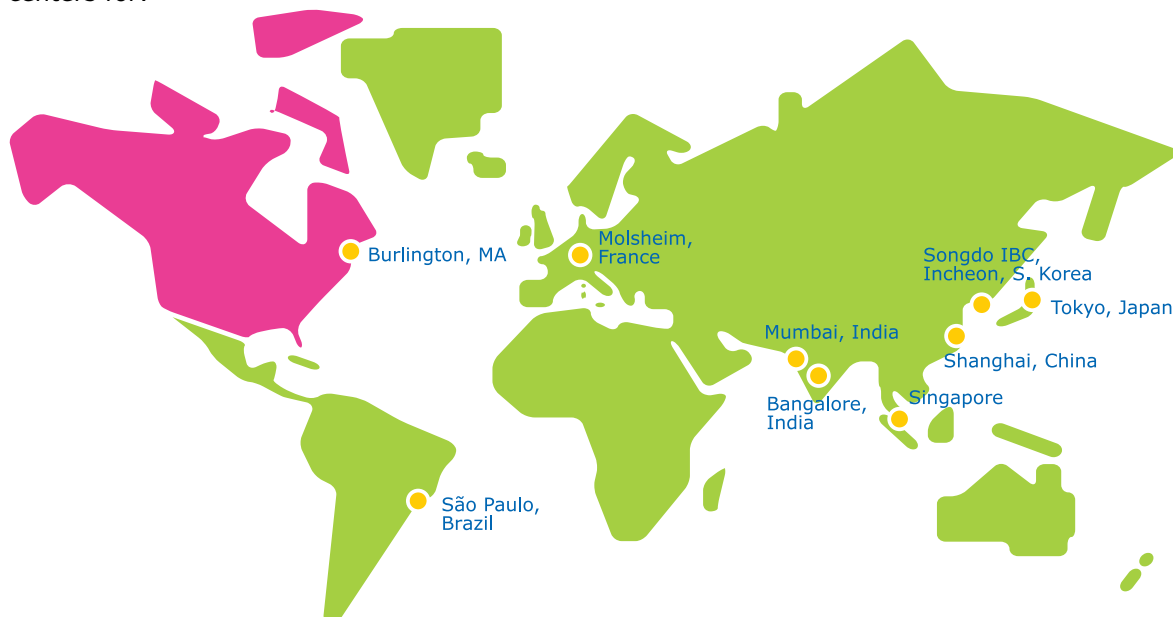 Burlington, MA
Molsheim,
France
Songdo IBC,
Incheon, S. Korea
Tokyo, Japan
Mumbai, India
Shanghai, China
Bangalore,
India
Singapore
São Paulo,
Brazil